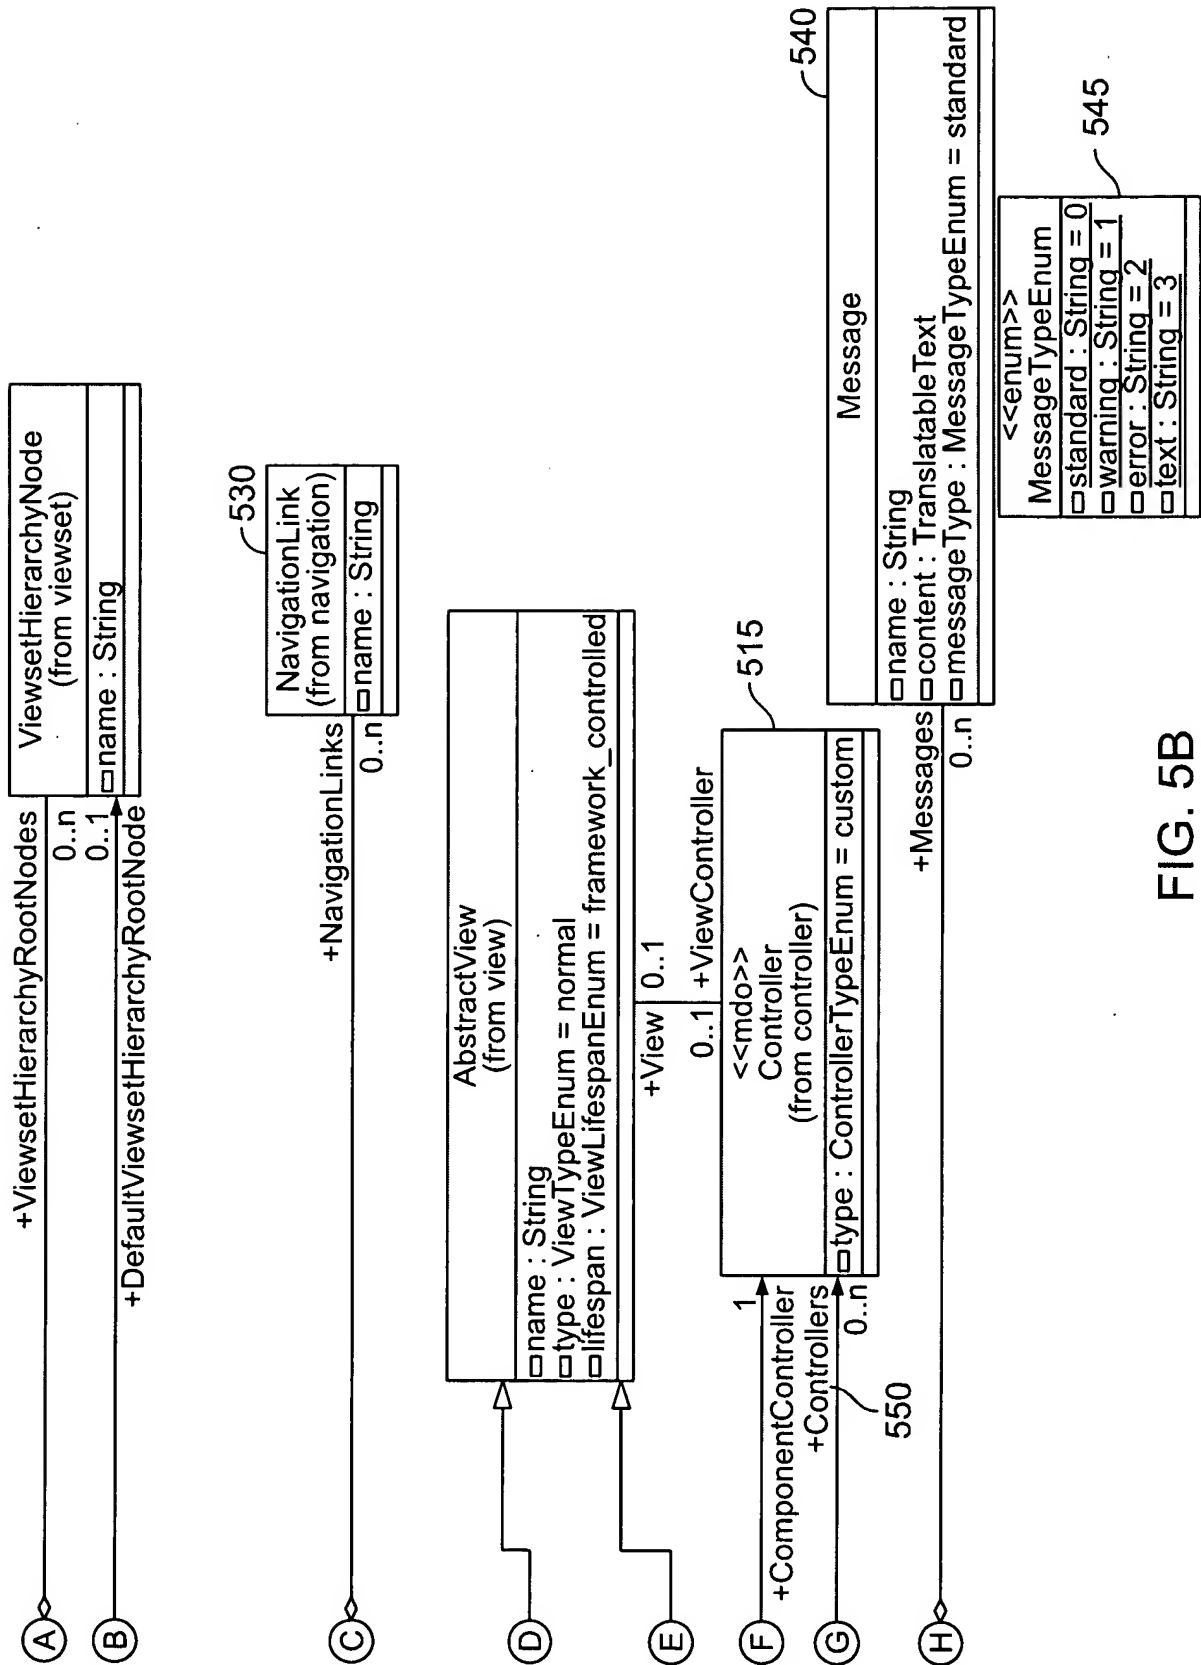 +ViewsetHierarchyRootNodes
0..n
0..1
+DefaultViewsetHierarchyRootNode
ViewsetHierarchyNode
(from viewset)
name : String
A
B
+NavigationLinks
0..n
530
NavigationLink
(from navigation)
name : String
C
AbstractView
(from view)
name : String
type : ViewTypeEnum = normal
lifespan : ViewLifespanEnum = framework_controlled
D
E
+View
0..1
0..1
+ViewController
515
<<mdo>>
Controller
(from controller)
type : ControllerTypeEnum = custom
F
1
+ComponentController
+Controllers
0..n
G
550
540
Message
name : String
content : TranslatableText
messageType : MessageTypeEnum = standard
+Messages
0..n
H
<<enum>>
MessageTypeEnum
standard : String = 0
warning : String = 1
error : String = 2
text : String = 3
545
FIG. 5B